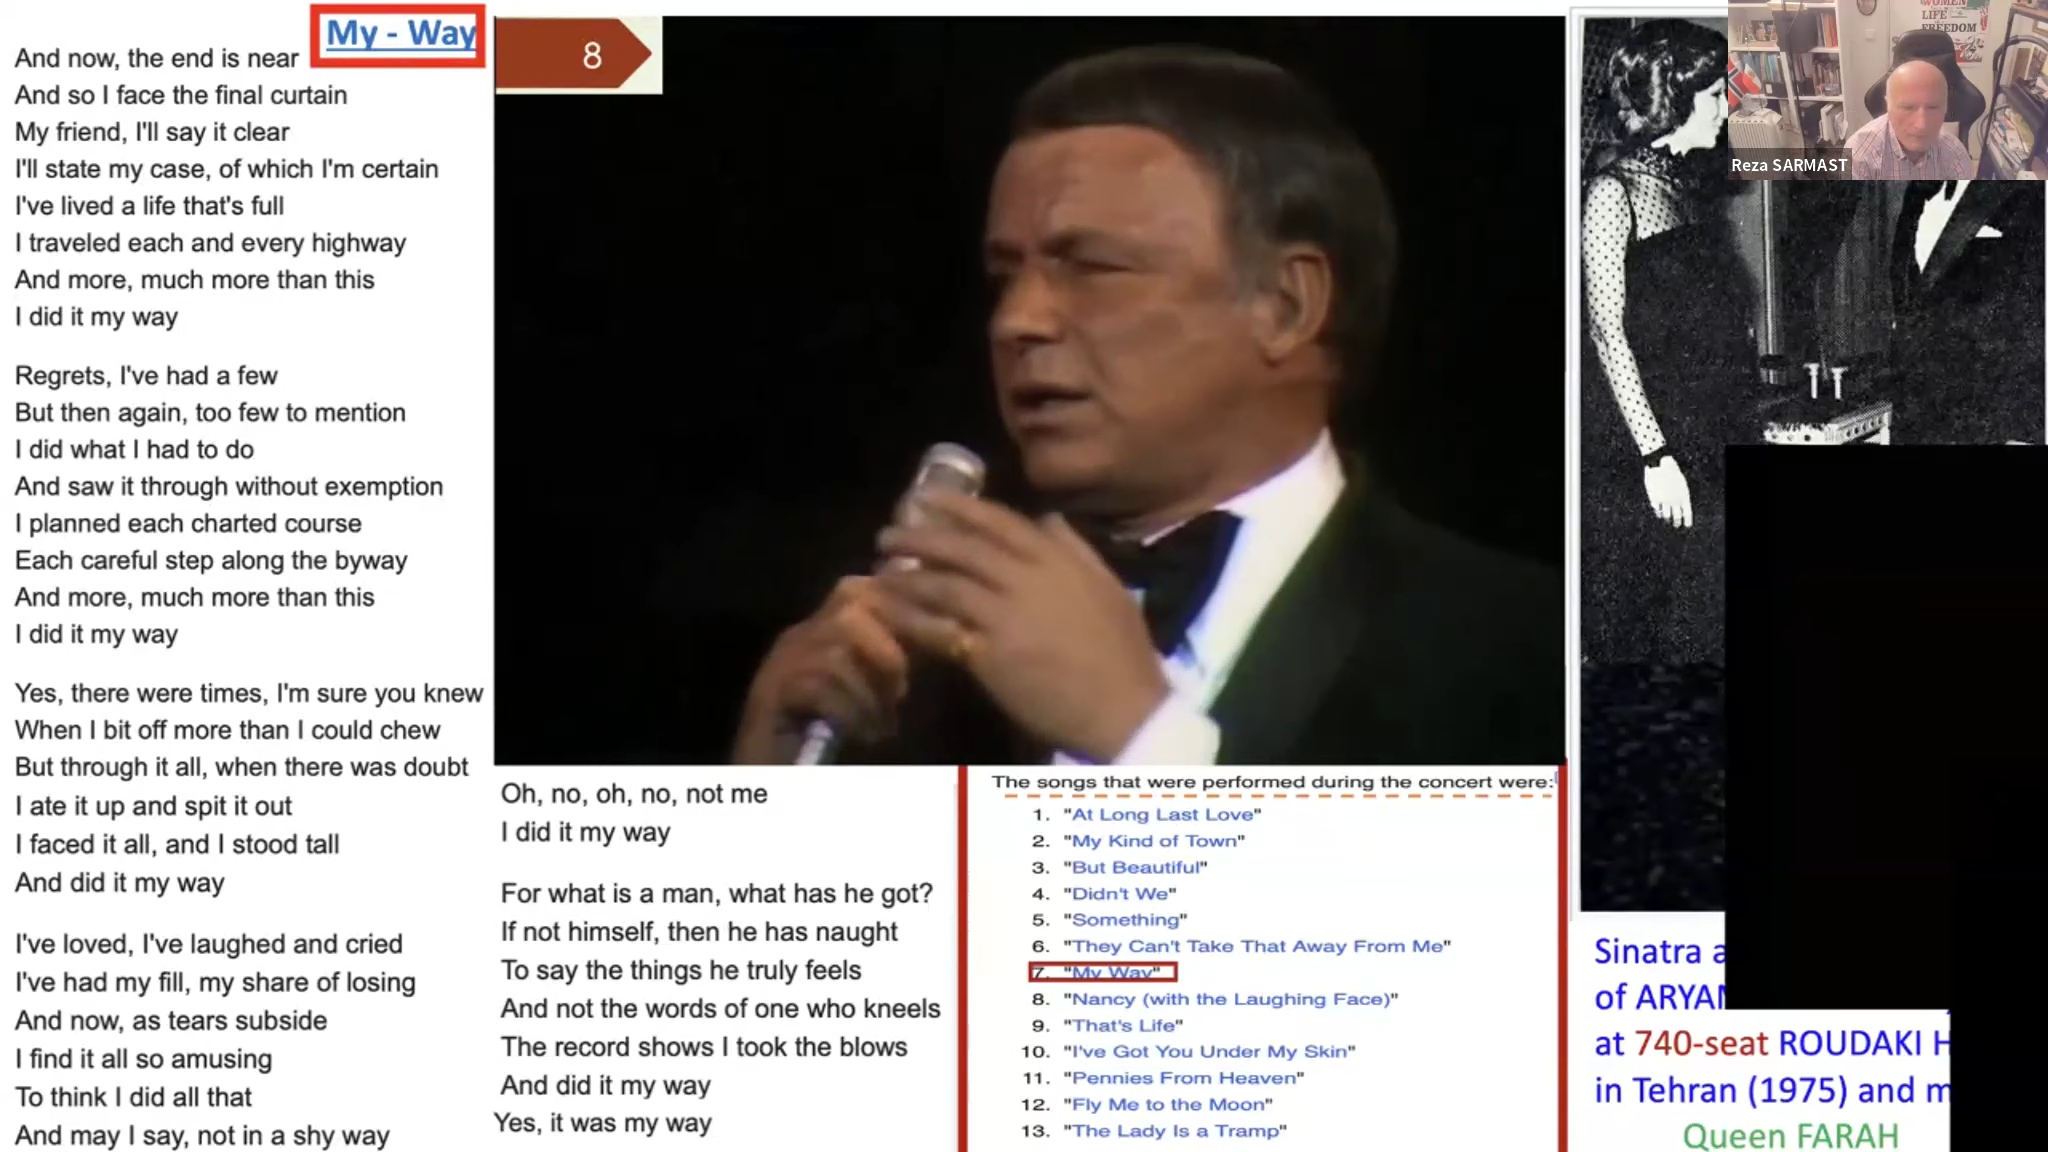 My - Way
And now, the end is near
And so I face the final curtain
My friend, I'll say it clear
I'll state my case, of which I'm certain
I've lived a life that's full
I traveled each and every highway
And more, much more than this
I did it my way
Regrets, I've had a few
But then again, too few to mention
I did what I had to do
And saw it through without exemption
I planned each charted course
Each careful step along the byway
And more, much more than this
I did it my way
Yes, there were times, I'm sure you knew
When I bit off more than I could chew
But through it all, when there was doubt
I ate it up and spit it out
I faced it all, and I stood tall
And did it my way
I've loved, I've laughed and cried
I've had my fill, my share of losing
And now, as tears subside
I find it all so amusing
To think I did all that
And may I say, not in a shy way
8
Oh, no, oh, no, not me
I did it my way
For what is a man, what has he got?
If not himself, then he has naught
To say the things he truly feels
And not the words of one who kneels
The record shows I took the blows
And did it my way
Yes, it was my way
The songs that were performed during the concert were:
1. "At Long Last Love"
2. "My Kind of Town"
3. "But Beautiful"
4. "Didn't We"
5. "Something"
6. "They Can't Take That Away From Me"
7. "My Way"
8. "Nancy (with the Laughing Face)"
9. "That's Life"
10. "I've Got You Under My Skin"
11. "Pennies From Heaven"
12. "Fly Me to the Moon"
13. "The Lady Is a Tramp"
WOMEN
LIFE
FREEDOM
Reza SARMAST
Sinatra
of
at 740-seat ROUDAKI
in Tehran (1975) and
Queen FARAH